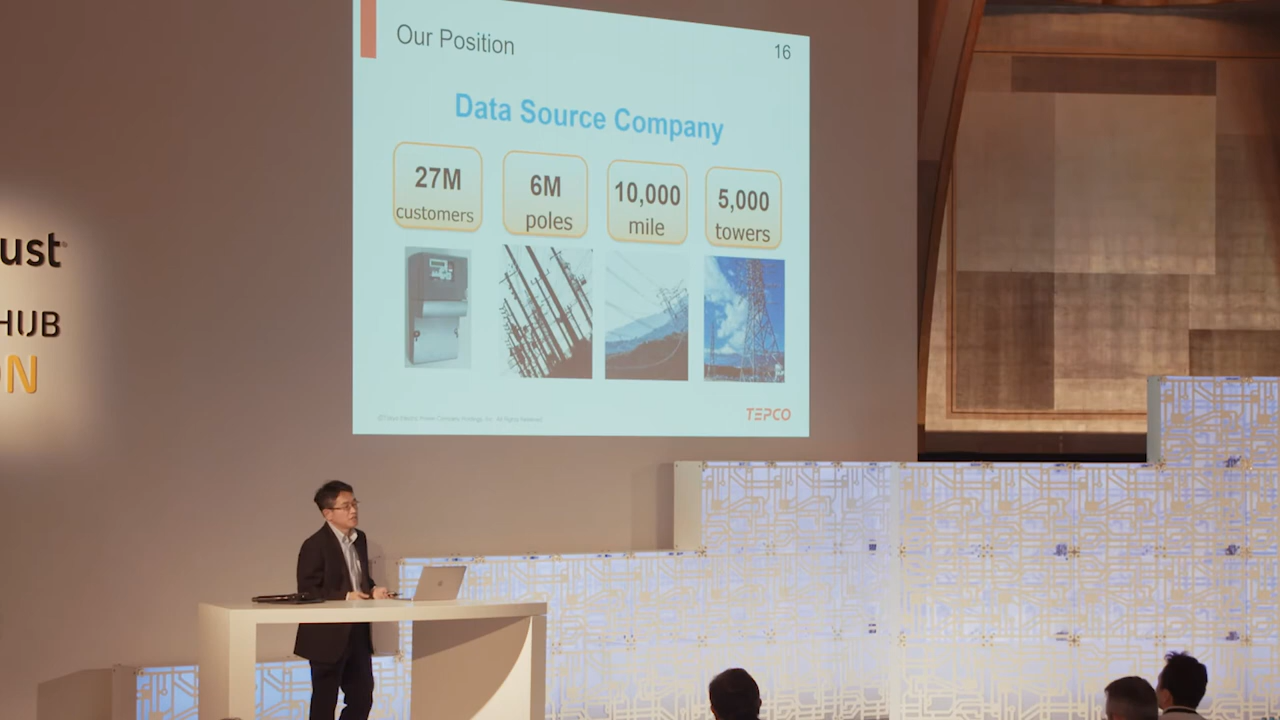 Our Position
16
Data Source Company
27M
customers
6M
poles
10,000
mile
5,000
towers
TEPCO
ust
HUB
N